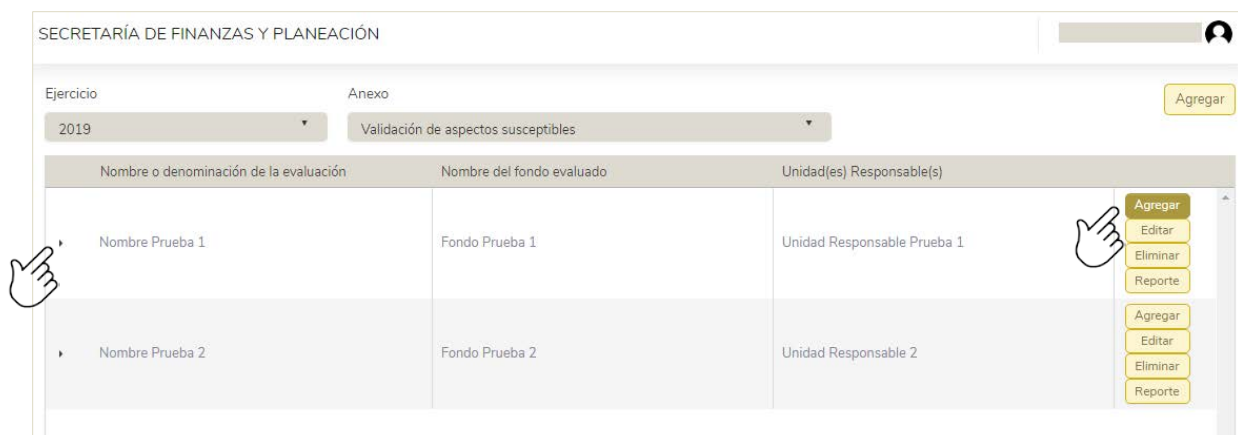 SECRETARÍA DE FINANZAS Y PLANEACIÓN
Ejercicio Anexo Agregar
2019 Validación de aspectos susceptibles
Nombre o denominación de la evaluación Nombre del fondo evaluado Unidad(es) Responsable(s)
Agregar
Editar
Nombre Prueba 1 Fondo Prueba 1 Unidad Responsable Prueba 1
Eliminar
Reporte
Agregar
Editar
Nombre Prueba 2 Fondo Prueba 2 Unidad Responsable 2
Eliminar
Reporte